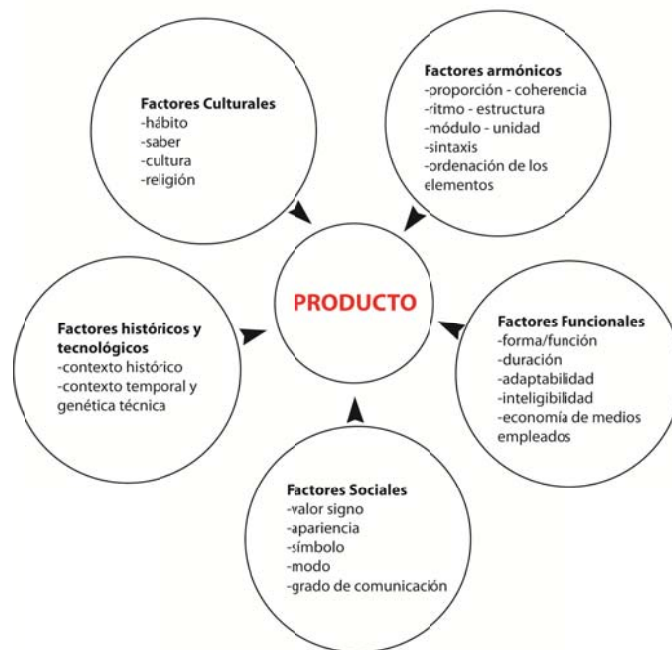 Factores Culturales
-hábito
-saber
-cultura
-religión
Factores armónicos
-proporción - coherencia
-ritmo - estructura
-módulo - unidad
-sintaxis
-ordenación de los
elementos
PRODUCTO
Factores históricos y
tecnológicos
-contexto histórico
-contexto temporal y
genética técnica
Factores Funcionales
-forma/función
-duración
-adaptabilidad
-inteligibilidad
-economía de medios
empleados
Factores Sociales
-valor signo
-apariencia
-símbolo
-modo
-grado de comunicación